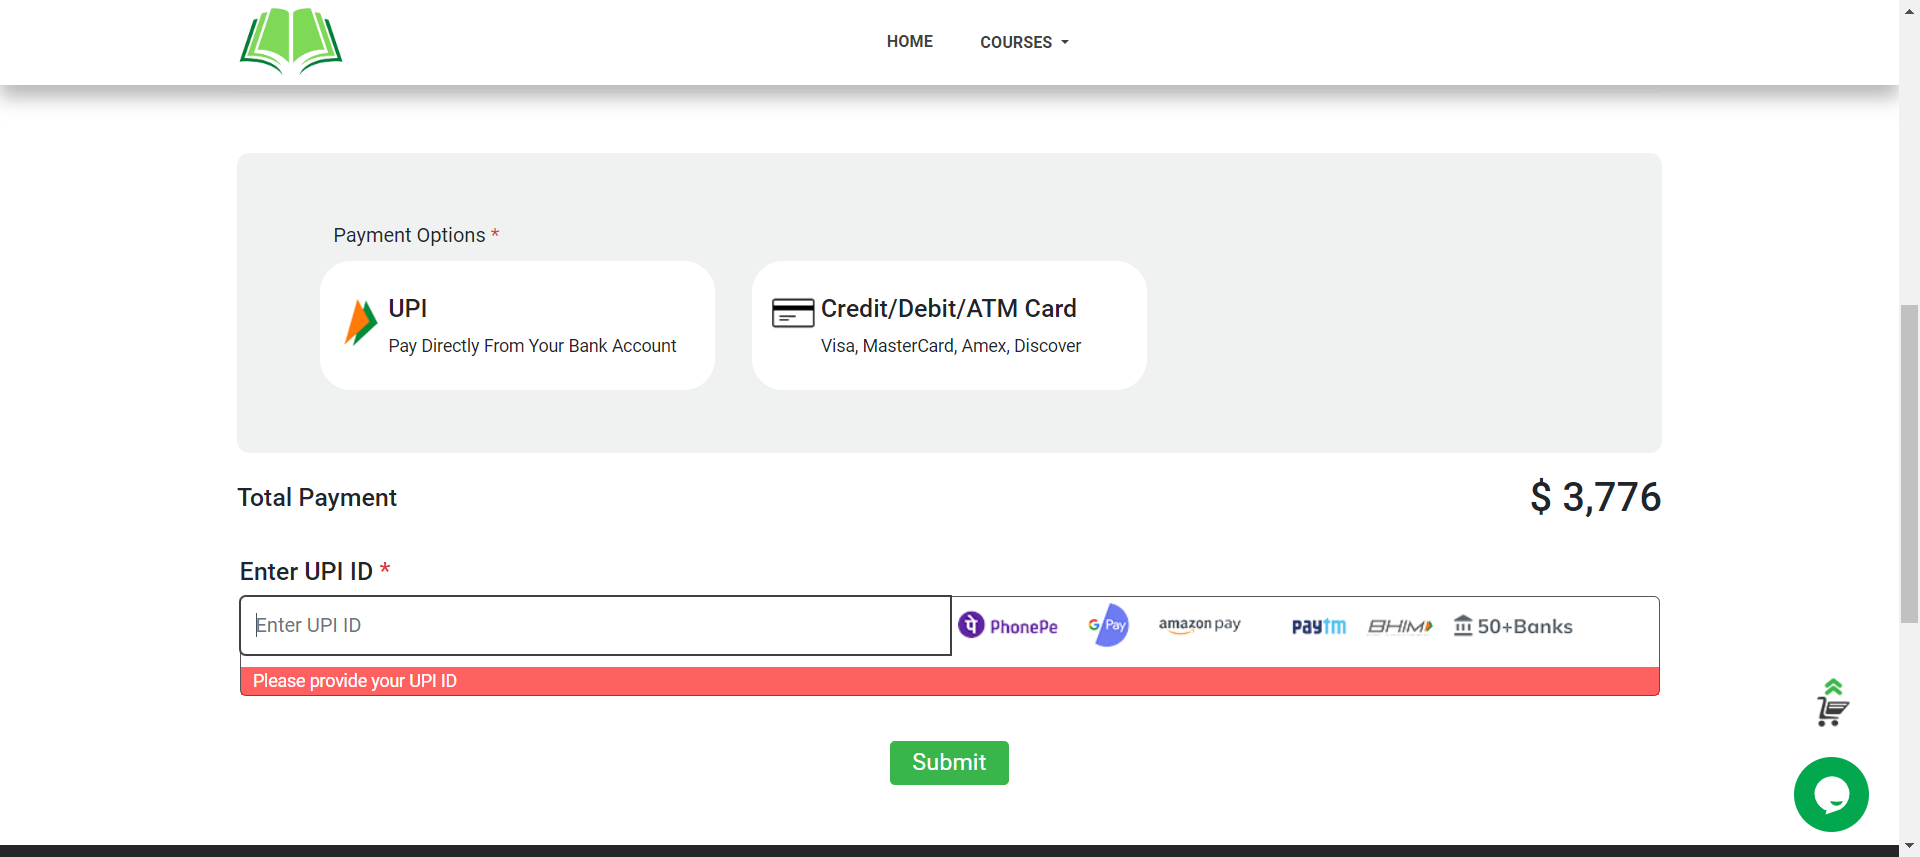 HOME COURSES
Payment Options *
UPI
Pay Directly From Your Bank Account
Credit/Debit/ATM Card
Visa, MasterCard, Amex, Discover
Total Payment $ 3,776
Enter UPI ID *
Enter UPI ID PhonePe G Pay amazon pay paytm BHIM 50+Banks
Please provide your UPI ID
Submit